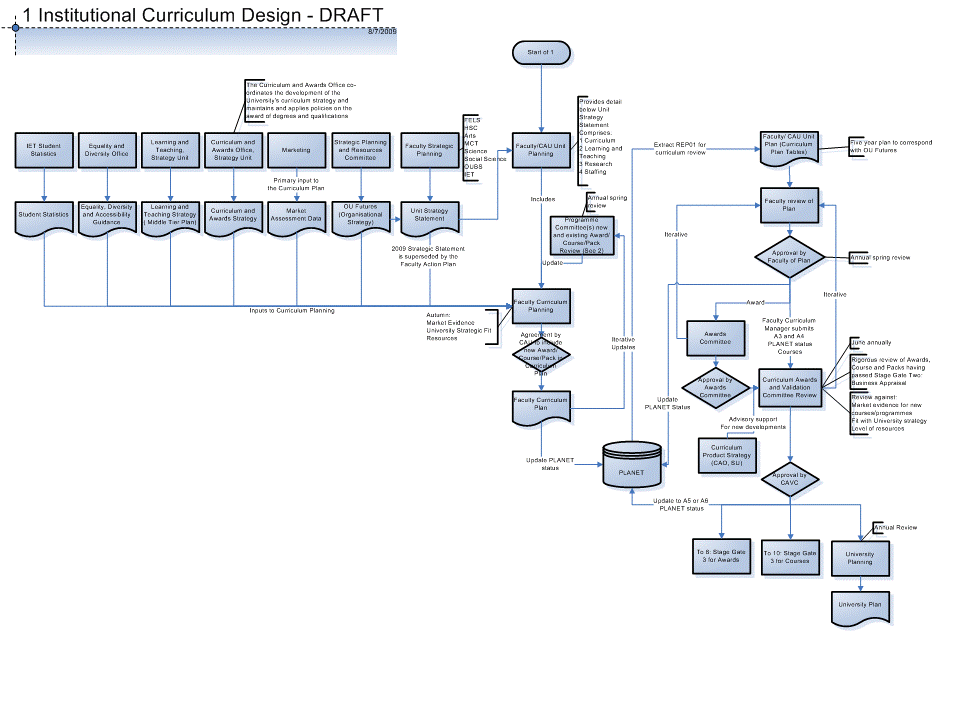 1 Institutional Curriculum Design - DRAFT
8/7/2009
Start of 1
The Curriculum and Awards Office co-
ordinates the development of the
University's curriculum strategy and
maintains and applies policies on the
award of degrees and qualifications
Provides detail
below Unit
Strategy
Statement
Comprises:
1 Curriculum
2 Learning and
Teaching
3 Research
4 Staffing
FELS
HSC
Arts
MCT
Science
Social Science
OUBS
IET
IET Student
Statistics
Equality and
Diversity Office
Learning and
Teaching,
Strategy Unit
Curriculum and
Awards Office,
Strategy Unit
Marketing
Strategic Planning
and Resources
Committee
Faculty Strategic
Planning
Faculty/CAU Unit
Planning
Extract REP01 for
curriculum review
Faculty/ CAU Unit
Plan (Curriculum
Plan Tables)
Five year plan to correspond
with OU Futures
Primary input to
the Curriculum Plan
Includes
Annual spring
review
Student Statistics
Equality, Diversity
and Accessibility
Guidance
Learning and
Teaching Strategy
( Middle Tier Plan)
Curriculum and
Awards Strategy
Market
Assessment Data
OU Futures
(Organisational
Strategy)
Unit Strategy
Statement
Programme
Committee(s) new
and existing Award/
Course/Pack
Review (See 2)
Update
Faculty review of
Plan
Iterative
2009 Strategic Statement
is superseded by the
Faculty Action Plan
Approval by
Faculty of Plan
Annual spring review
Iterative
Inputs to Curriculum Planning
Autumn:
Market Evidence
University Strategic Fit
Resources
Faculty Curriculum
Planning
Award
Agreement by
CAU to include
new Award/
Course/Pack in
Curriculum
Plan
Iterative
Updates
Awards
Committee
Faculty Curriculum
Manager submits
A3 and A4
PLANET status
Courses
June annually
Rigorous review of Awards,
Course and Packs having
passed Stage Gate Two:
Business Appraisal
Approval by
Awards
Committee
Curriculum Awards
and Validation
Committee Review
Review against:
Market evidence for new
courses/programmes
Fit with University strategy
Level of resources
Faculty Curriculum
Plan
Update
PLANET Status
Advisory support
For new developments
Curriculum
Product Strategy
(CAO, SU)
Update PLANET
status
PLANET
Approval by
CAVC
Update to A5 or A6
PLANET status
Annual Review
To 6: Stage Gate
3 for Awards
To 10: Stage Gate
3 for Courses
University
Planning
University Plan